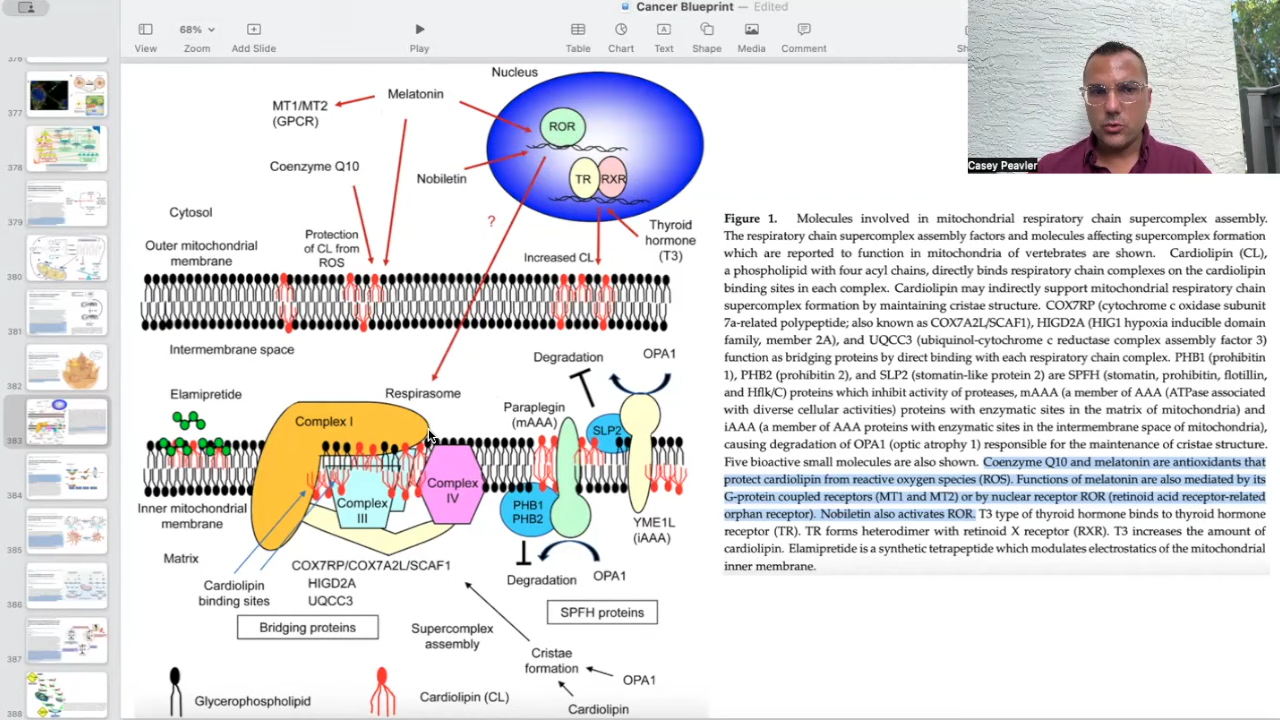 Cancer Blueprint — Edited
68%
View
Zoom
Add Slide
Play
Table
Chart
Text
Shape
Media
Comment
Sh
376
377
378
379
380
381
382
383
384
385
386
387
388
Casey Peavler
Nucleus
Melatonin
MT1/MT2
(GPCR)
ROR
Coenzyme Q10
Nobiletin
TR
RXR
Cytosol
?
Thyroid
hormone
(T3)
Protection
of CL from
ROS
Outer mitochondrial
membrane
Increased CL
Intermembrane space
Degradation
OPA1
Elamipretide
Respirasome
Paraplegin
(mAAA)
Complex I
SLP2
Complex
III
Complex
IV
PHB1
PHB2
Inner mitochondrial
membrane
YME1L
(iAAA)
Matrix
COX7RP/COX7A2L/SCAF1
HIGD2A
UQCC3
Cardiolipin
binding sites
Degradation
OPA1
Bridging proteins
SPFH proteins
Supercomplex
assembly
Cristae
formation
OPA1
Cardiolipin
Glycerophospholipid
Cardiolipin (CL)
Figure 1. Molecules involved in mitochondrial respiratory chain supercomplex assembly.
The respiratory chain supercomplex assembly factors and molecules affecting supercomplex formation
which are reported to function in mitochondria of vertebrates are shown. Cardiolipin (CL),
a phospholipid with four acyl chains, directly binds respiratory chain complexes on the cardiolipin
binding sites in each complex. Cardiolipin may indirectly support mitochondrial respiratory chain
supercomplex formation by maintaining cristae structure. COX7RP (cytochrome c oxidase subunit
7a-related polypeptide; also known as COX7A2L/SCAF1), HIGD2A (HIG1 hypoxia inducible domain
family, member 2A), and UQCC3 (ubiquinol-cytochrome c reductase complex assembly factor 3)
function as bridging proteins by direct binding with each respiratory chain complex. PHB1 (prohibitin
1), PHB2 (prohibitin 2), and SLP2 (stomatin-like protein 2) are SPFH (stomatin, prohibitin, flotillin,
and HflK/C) proteins which inhibit activity of proteases, mAAA (a member of AAA (ATPase associated
with diverse cellular activities) proteins with enzymatic sites in the matrix of mitochondria) and
iAAA (a member of AAA proteins with enzymatic sites in the intermembrane space of mitochondria),
causing degradation of OPA1 (optic atrophy 1) responsible for the maintenance of cristae structure.
Five bioactive small molecules are also shown. Coenzyme Q10 and melatonin are antioxidants that
protect cardiolipin from reactive oxygen species (ROS). Functions of melatonin are also mediated by its
G-protein coupled receptors (MT1 and MT2) or by nuclear receptor ROR (retinoid acid receptor-related
orphan receptor). Nobiletin also activates ROR. T3 type of thyroid hormone binds to thyroid hormone
receptor (TR). TR forms heterodimer with retinoid X receptor (RXR). T3 increases the amount of
cardiolipin. Elamipretide is a synthetic tetrapeptide which modulates electrostatics of the mitochondrial
inner membrane.